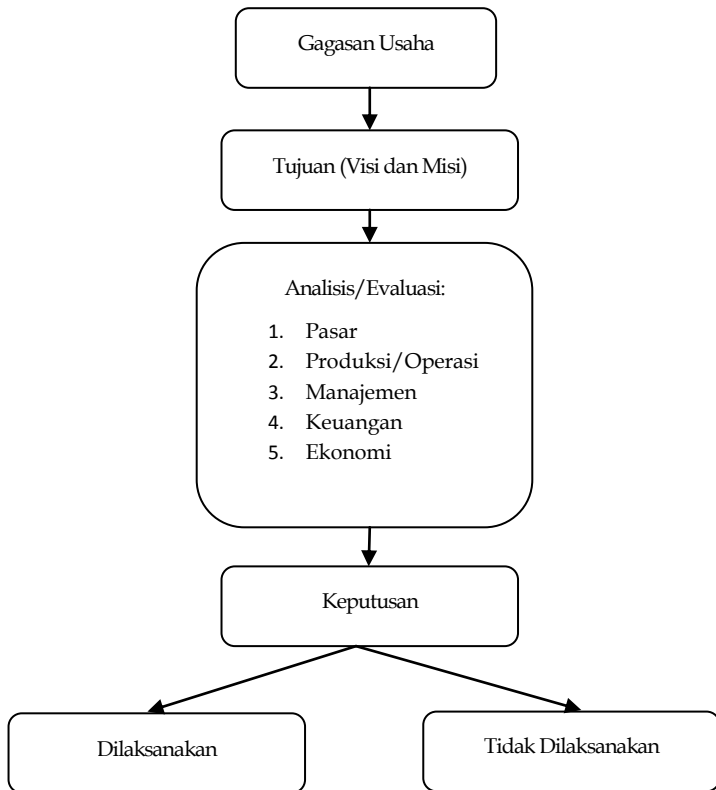 Gagasan Usaha
Tujuan (Visi dan Misi)
Analisis/Evaluasi:
1. Pasar
2. Produksi/Operasi
3. Manajemen
4. Keuangan
5. Ekonomi
Keputusan
Dilaksanakan
Tidak Dilaksanakan